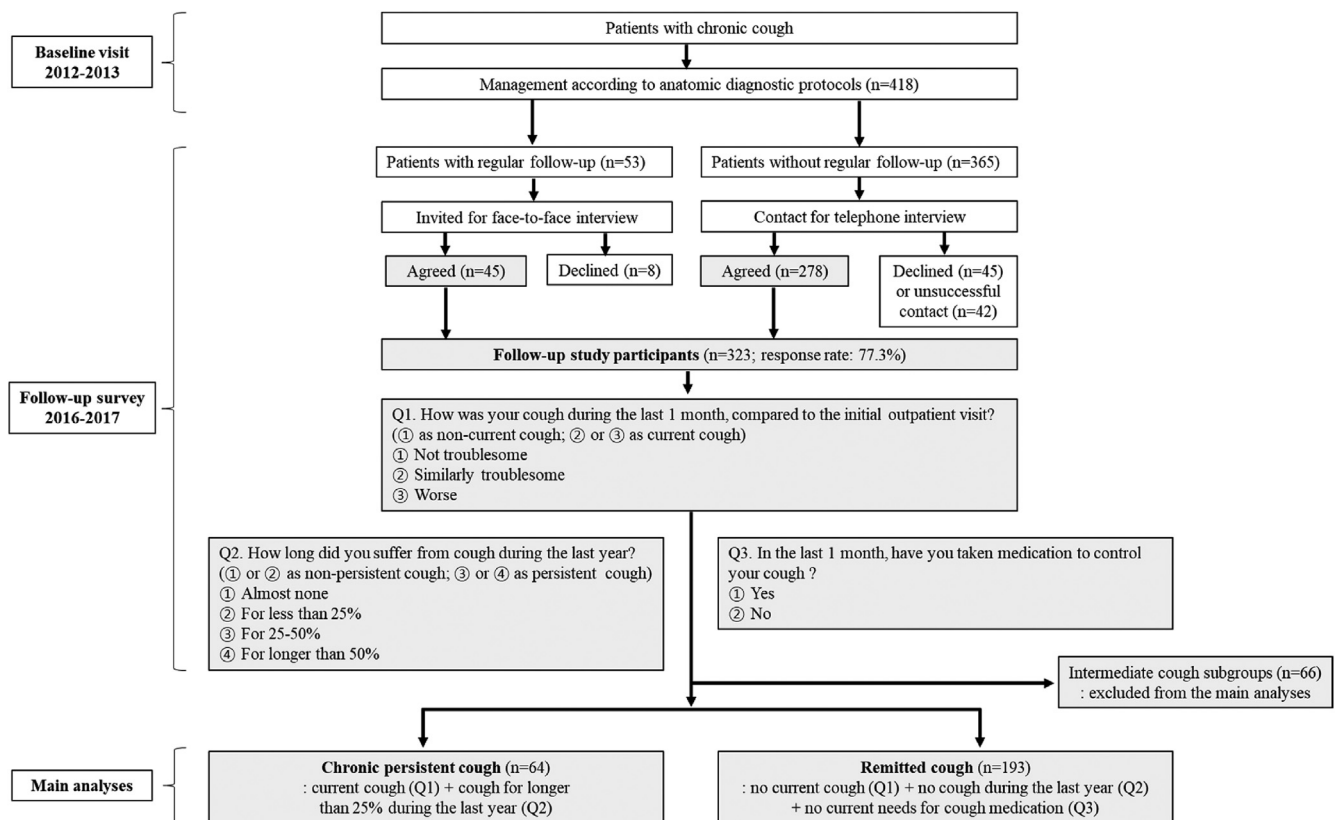 Baseline visit
2012-2013
Patients with chronic cough
Management according to anatomic diagnostic protocols (n=418)
Follow-up survey
2016-2017
Patients with regular follow-up (n=53)
Patients without regular follow-up (n=365)
Invited for face-to-face interview
Contact for telephone interview
Agreed (n=45)
Declined (n=8)
Agreed (n=278)
Declined (n=45)
or unsuccessful
contact (n=42)
Follow-up study participants (n=323; response rate: 77.3%)
Q1. How was your cough during the last 1 month, compared to the initial outpatient visit?
(① as non-current cough; ② or ③ as current cough)
① Not troublesome
② Similarly troublesome
③ Worse
Q2. How long did you suffer from cough during the last year?
(① or ② as non-persistent cough; ③ or ④ as persistent cough)
① Almost none
② For less than 25%
③ For 25-50%
④ For longer than 50%
Q3. In the last 1 month, have you taken medication to control
your cough ?
① Yes
② No
Intermediate cough subgroups (n=66)
: excluded from the main analyses
Main analyses
Chronic persistent cough (n=64)
: current cough (Q1) + cough for longer
than 25% during the last year (Q2)
Remitted cough (n=193)
: no current cough (Q1) + no cough during the last year (Q2)
+ no current needs for cough medication (Q3)